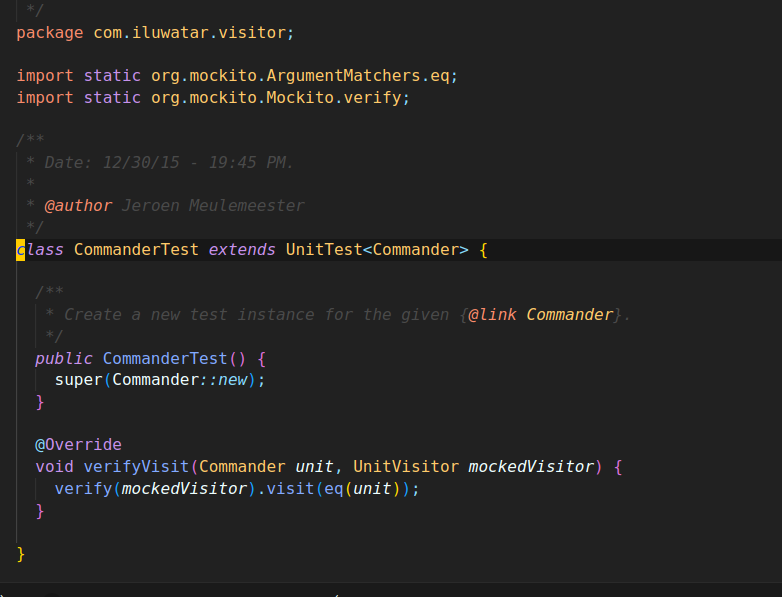 */
package com.iluwatar.visitor;

import static org.mockito.ArgumentMatchers.eq;
import static org.mockito.Mockito.verify;

/**
 * Date: 12/30/15 - 19:45 PM.
 *
 * @author Jeroen Meulemeester
 */
class CommanderTest extends UnitTest<Commander> {

  /**
   * Create a new test instance for the given {@link Commander}.
   */
  public CommanderTest() {
    super(Commander::new);
  }

  @Override
  void verifyVisit(Commander unit, UnitVisitor mockedVisitor) {
    verify(mockedVisitor).visit(eq(unit));
  }

}